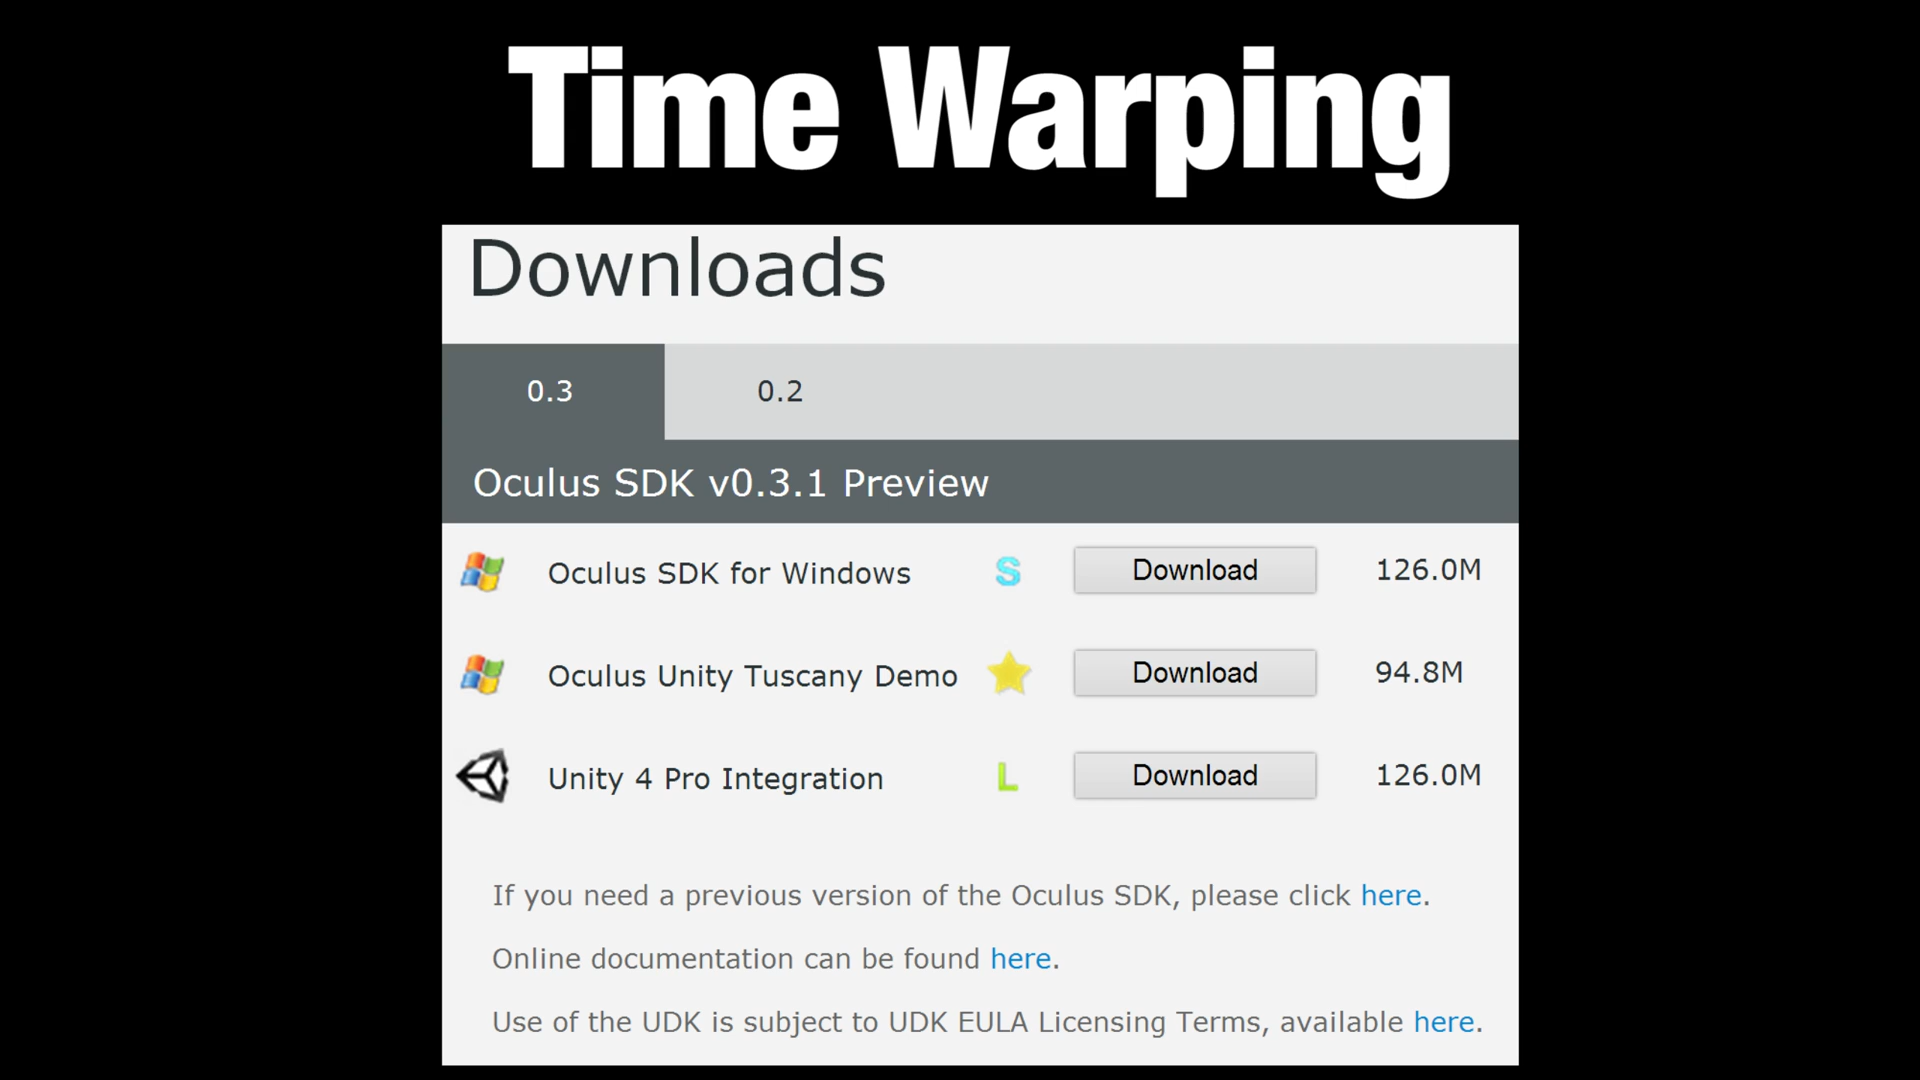 Time Warping
Downloads
0.3 0.2
Oculus SDK v0.3.1 Preview
Oculus SDK for Windows S Download 126.0M
Oculus Unity Tuscany Demo Download 94.8M
Unity 4 Pro Integration L Download 126.0M
If you need a previous version of the Oculus SDK, please click here.
Online documentation can be found here.
Use of the UDK is subject to UDK EULA Licensing Terms, available here.